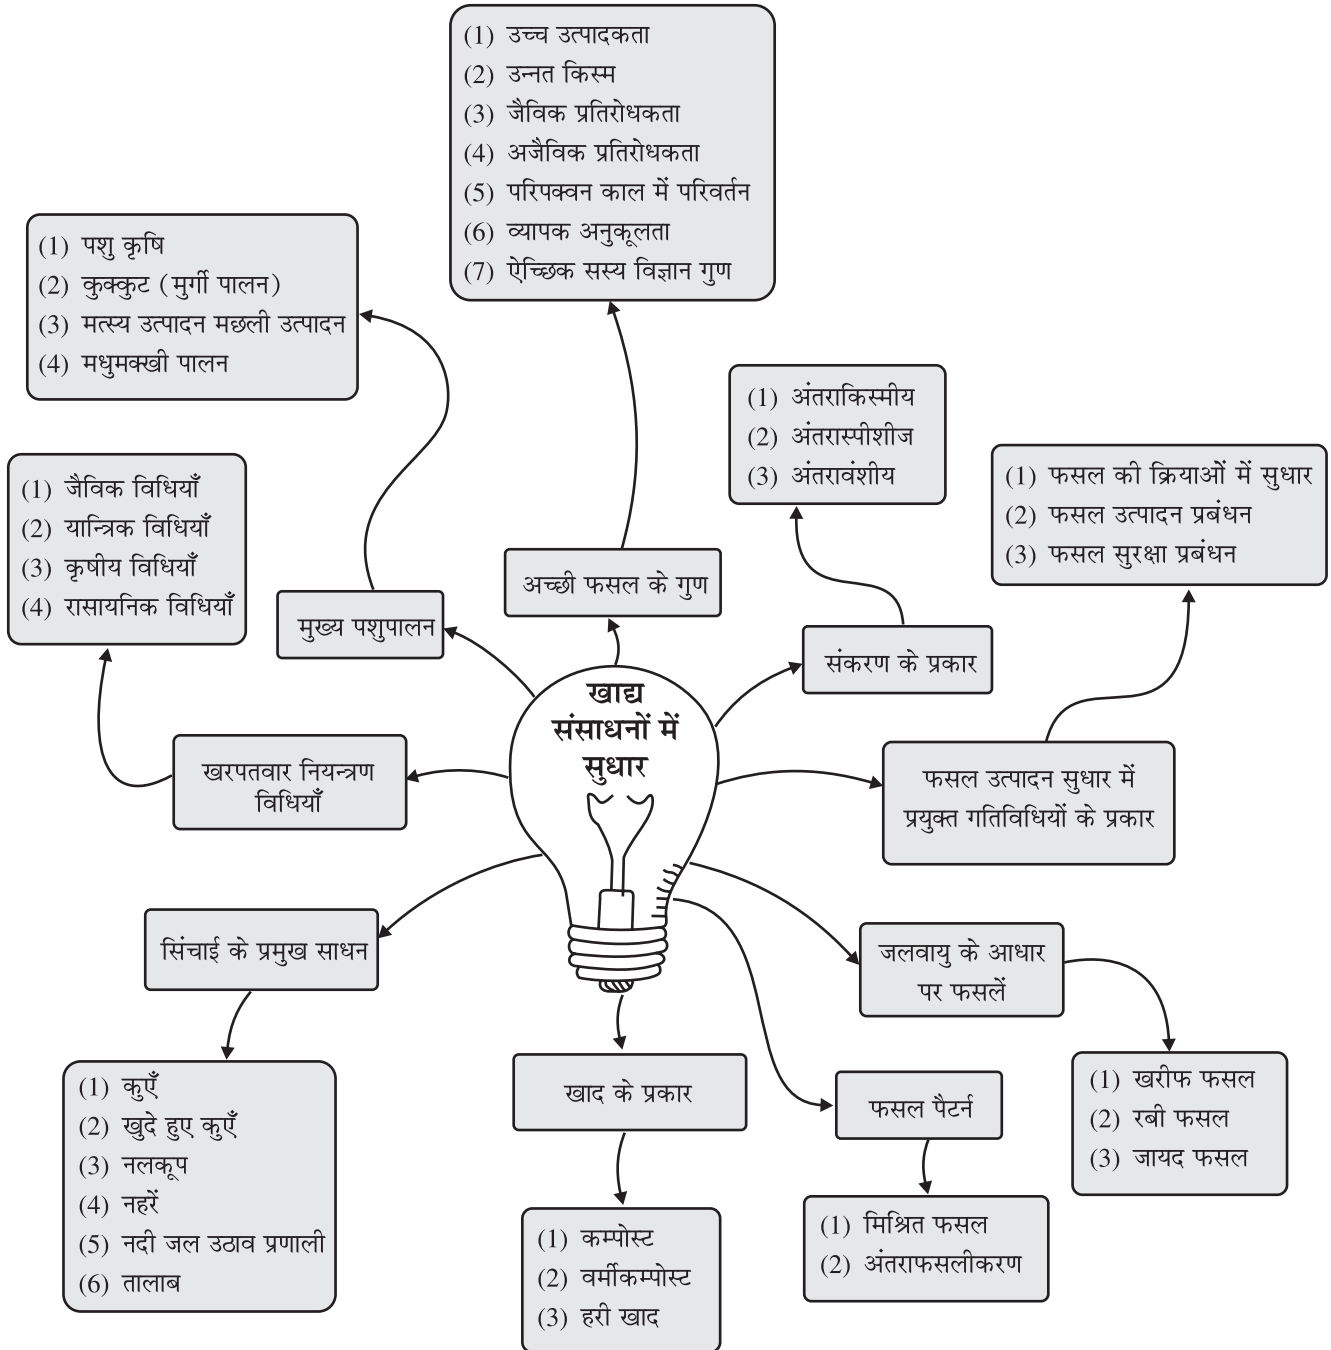 (1) उच्च उत्पादकता
(2) उन्नत किस्म
(3) जैविक प्रतिरोधकता
(4) अजैविक प्रतिरोधकता
(5) परिपक्वन काल में परिवर्तन
(6) व्यापक अनुकूलता
(7) ऐच्छिक सस्य विज्ञान गुण
(1) पशु कृषि
(2) कुक्कुट (मुर्गी पालन)
(3) मत्स्य उत्पादन मछली उत्पादन
(4) मधुमक्खी पालन
(1) अंतराकिस्मीय
(2) अंतरास्पीशीज
(3) अंतरावंशीय
(1) फसल की क्रियाओं में सुधार
(2) फसल उत्पादन प्रबंधन
(3) फसल सुरक्षा प्रबंधन
(1) जैविक विधियाँ
(2) यान्त्रिक विधियाँ
(3) कृषीय विधियाँ
(4) रासायनिक विधियाँ
अच्छी फसल के गुण
मुख्य पशुपालन
संकरण के प्रकार
खाद्य
संसाधनों में
सुधार
खरपतवार नियन्त्रण
विधियाँ
फसल उत्पादन सुधार में
प्रयुक्त गतिविधियों के प्रकार
सिंचाई के प्रमुख साधन
जलवायु के आधार
पर फसलें
(1) कुएँ
(2) खुदे हुए कुएँ
(3) नलकूप
(4) नहरें
(5) नदी जल उठाव प्रणाली
(6) तालाब
खाद के प्रकार
फसल पैटर्न
(1) खरीफ फसल
(2) रबी फसल
(3) जायद फसल
(1) कम्पोस्ट
(2) वर्मीकम्पोस्ट
(3) हरी खाद
(1) मिश्रित फसल
(2) अंतराफसलीकरण